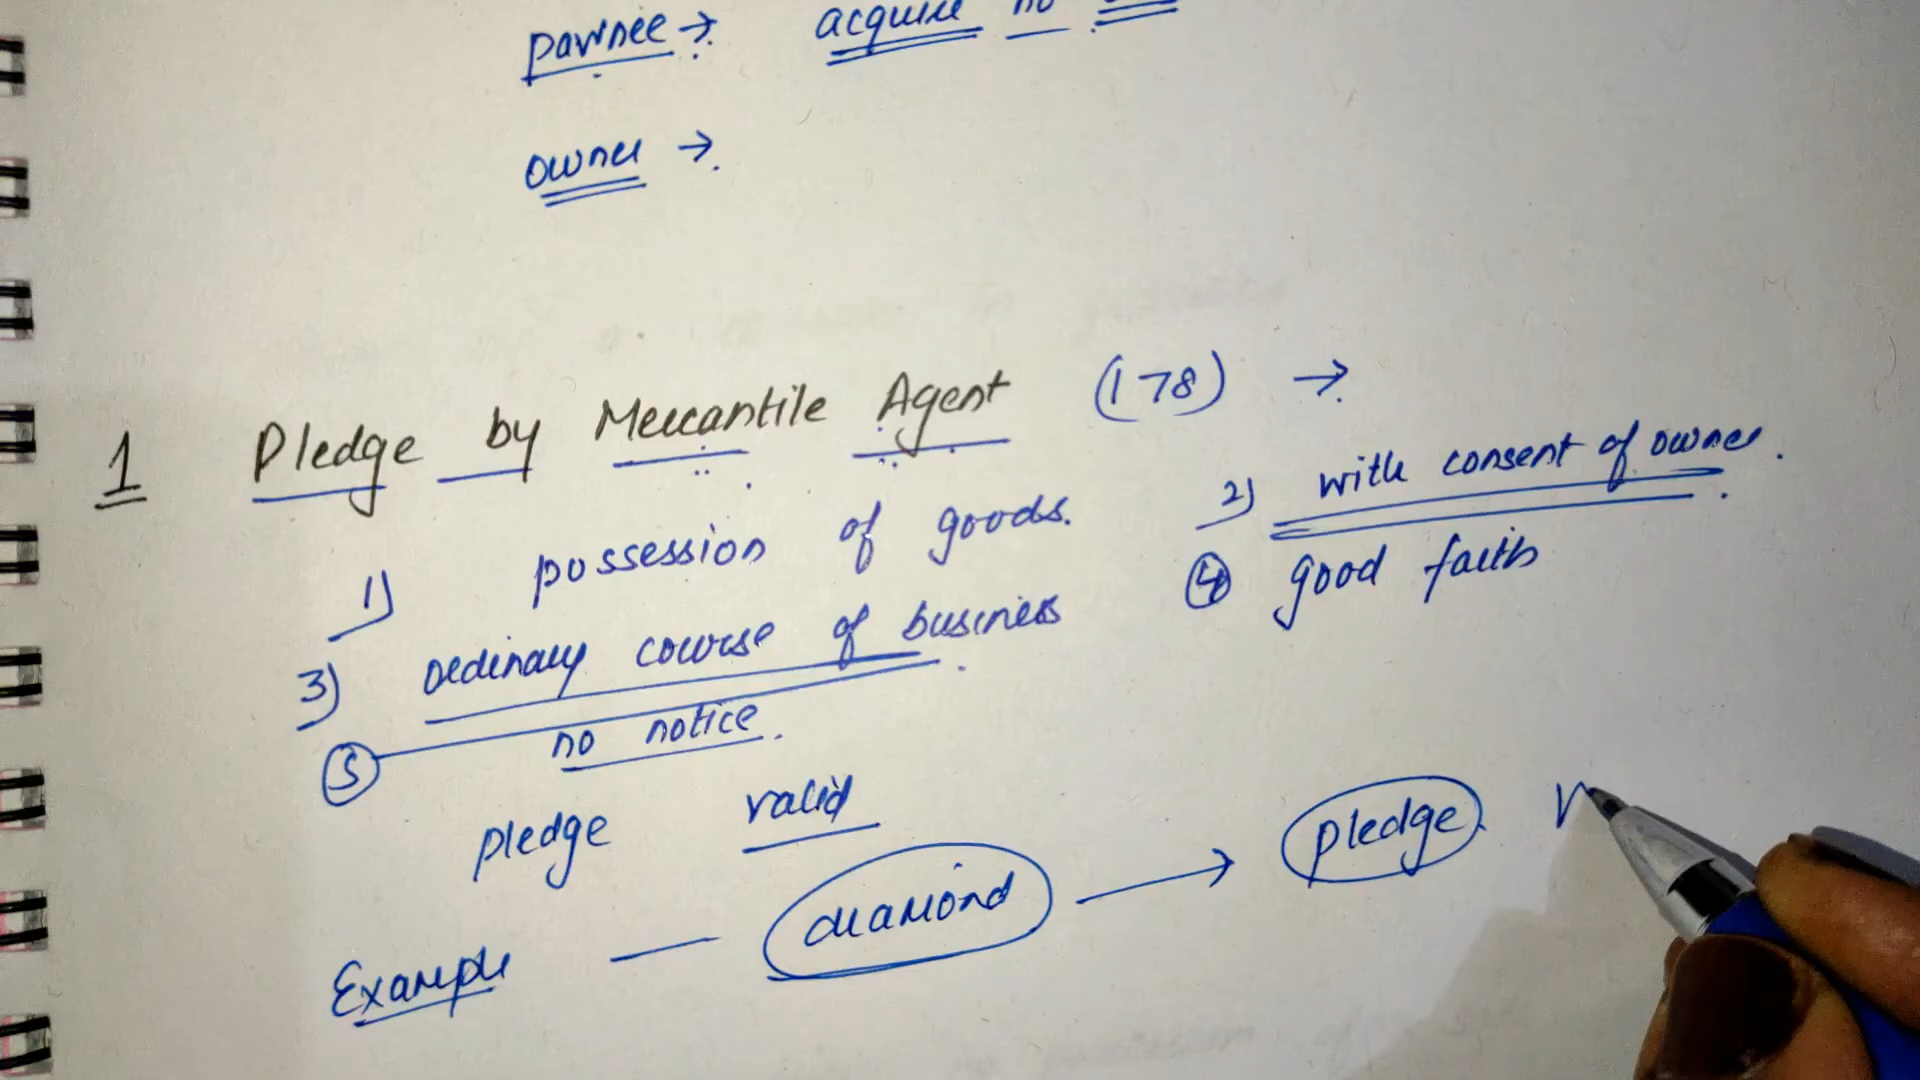 pawnee → acquire no
owner →
1 Pledge by Mercantile Agent (178) →
1) possession of goods. 2) with consent of owner.
3) ordinary course of business 4 good faith
5 no notice.
pledge valid
Example — diamond → pledge. V